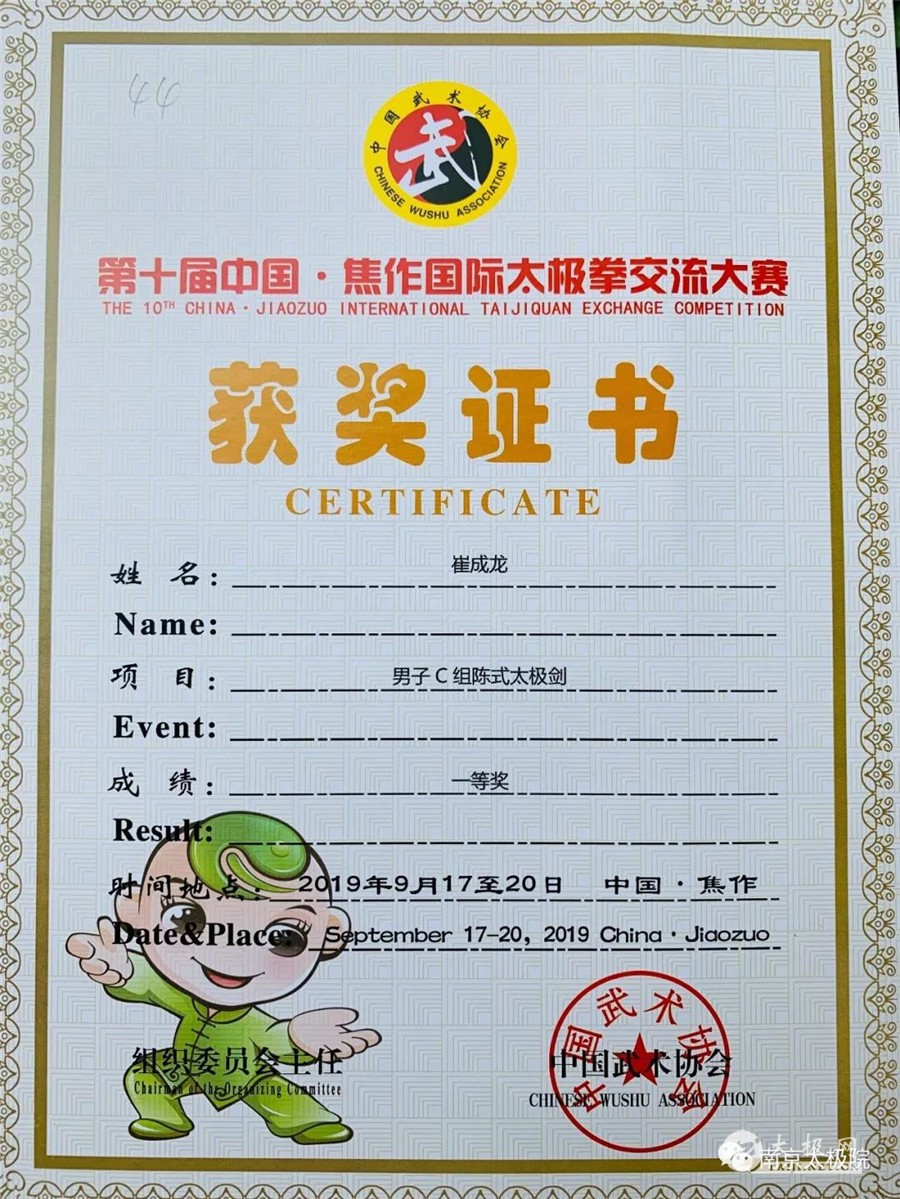 44
中国武术协会
武
CHINESE WUSHU ASSOCIATION
第十届中国·焦作国际太极拳交流大赛
THE 10TH CHINA·JIAOZUO INTERNATIONAL TAIJIQUAN EXCHANGE COMPETITION
获奖证书
CERTIFICATE
姓 名: 崔成龙
Name:
项 目: 男子 C 组陈式太极剑
Event:
成 绩: 一等奖
Result:
时间地点: 2019年9月17至20日 中国·焦作
Date&Place: September 17-20, 2019 China·Jiaozuo
中国武术协会
组织委员会主任 中国武术协会
Chairman of the Organizing Committee CHINESE WUSHU ASSOCIATION
南京太极院